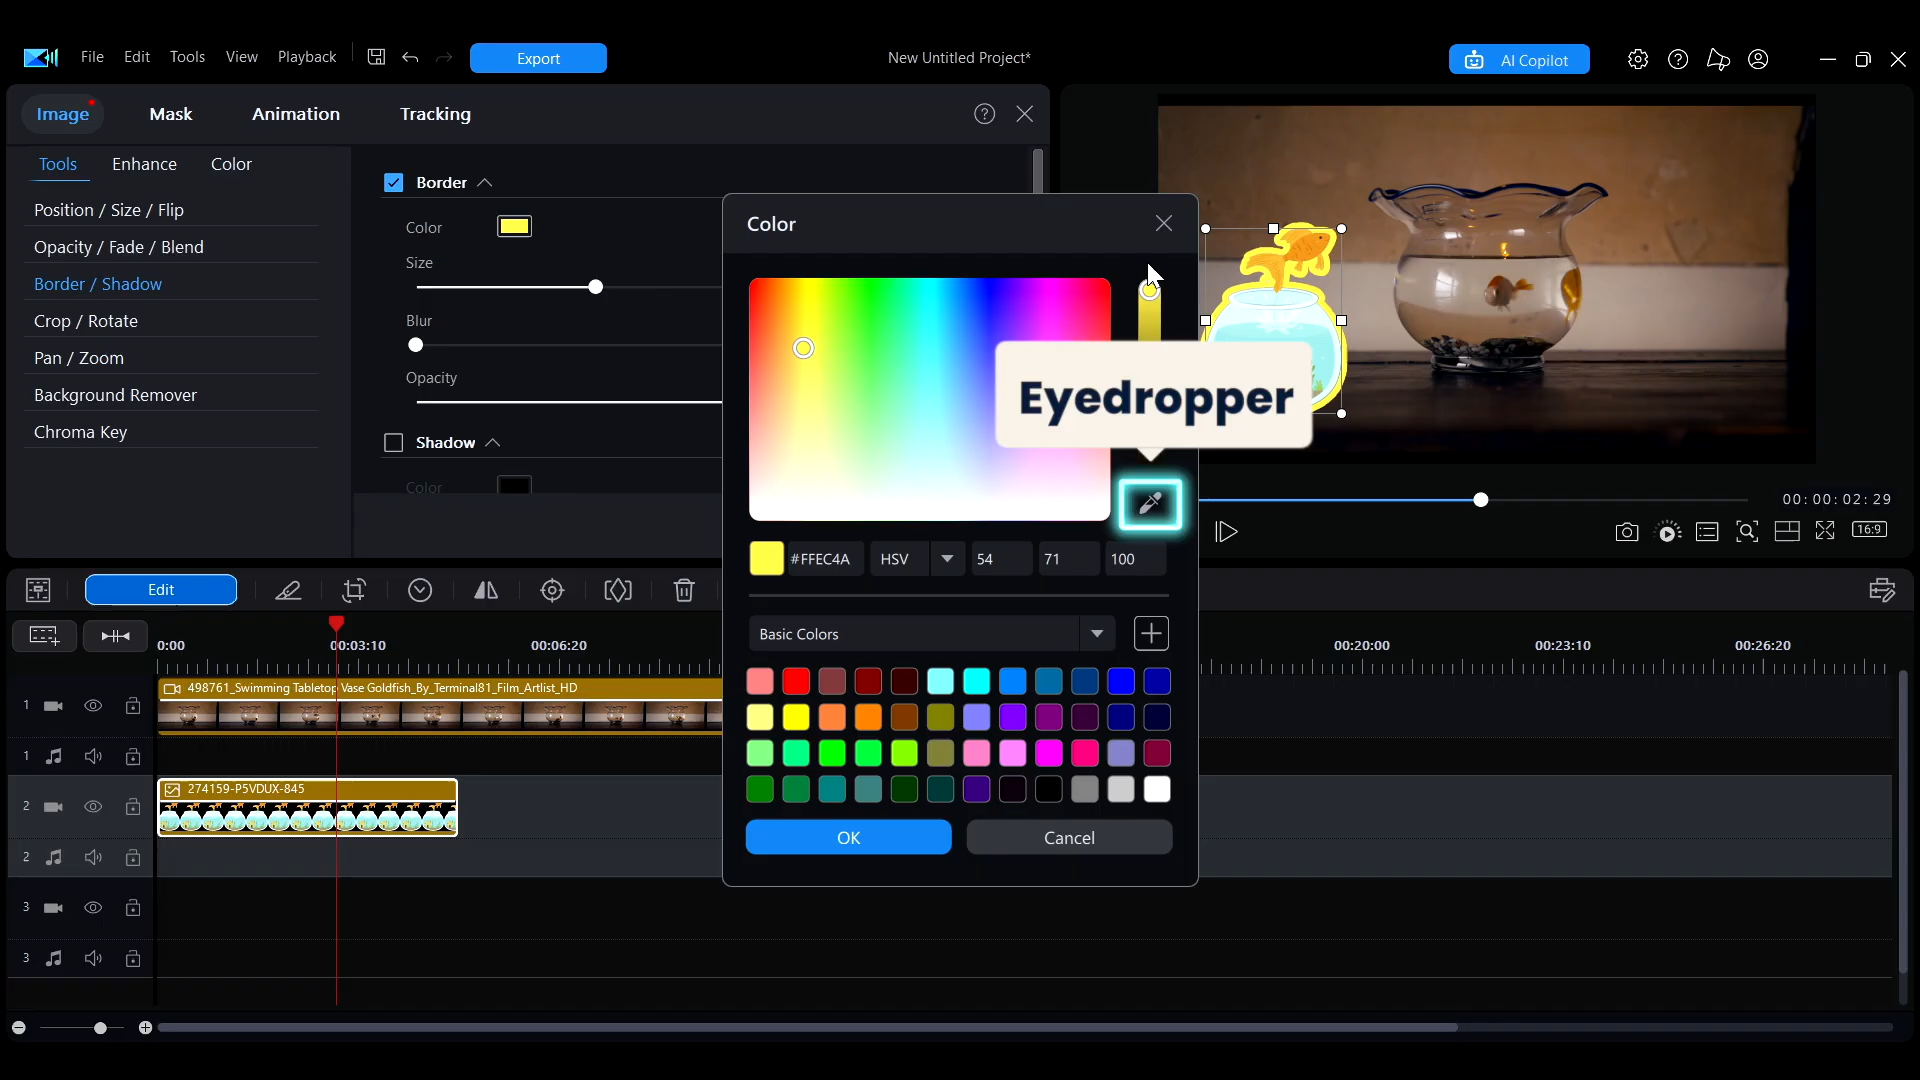 File Edit Tools View Playback
Export
New Untitled Project*
AI Copilot
Image Mask Animation Tracking
Tools Enhance Color
Position / Size / Flip
Opacity / Fade / Blend
Border / Shadow
Crop / Rotate
Pan / Zoom
Background Remover
Chroma Key
Border
Color
Size
Blur
Opacity
Shadow
Color
Color
Eyedropper
#FFEC4A HSV 54 71 100
Basic Colors
OK Cancel
00:00:02:29
16:9
Edit
0:00 00:03:10 00:06:20 00:20:00 00:23:10 00:26:20
1 498761_Swimming Tabletop Vase Goldfish_By_Terminal81_Film_Artlist_HD
1
2 274159-P5VDUX-845
2
3
3